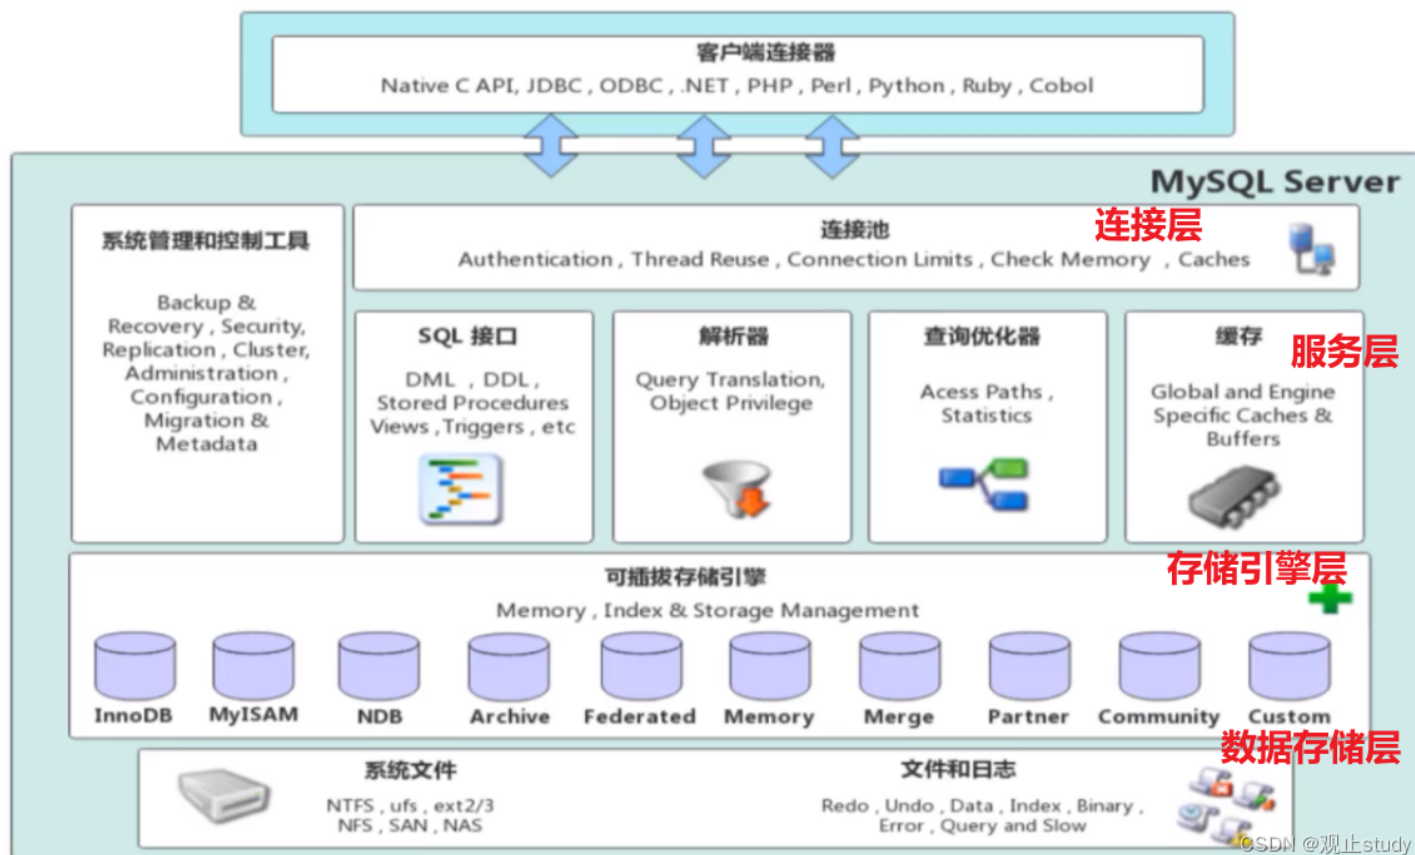 客户端连接器
Native C API, JDBC , ODBC , .NET , PHP , Perl , Python , Ruby , Cobol
MySQL Server
系统管理和控制工具
Backup &
Recovery , Security,
Replication , Cluster,
Administration ,
Configuration ,
Migration &
Metadata
连接池
连接层
Authentication , Thread Reuse , Connection Limits , Check Memory , Caches
SQL 接口
DML , DDL ,
Stored Procedures
Views ,Triggers , etc
解析器
Query Translation,
Object Privilege
查询优化器
Acess Paths ,
Statistics
缓存
服务层
Global and Engine
Specific Caches &
Buffers
存储引擎层
可插拔存储引擎
Memory , Index & Storage Management
InnoDB
MyISAM
NDB
Archive
Federated
Memory
Merge
Partner
Community
Custom
数据存储层
系统文件
NTFS , ufs , ext2/3
NFS , SAN , NAS
文件和日志
Redo , Undo , Data , Index , Binary ,
Error , Query and Slow
CSDN @观止study